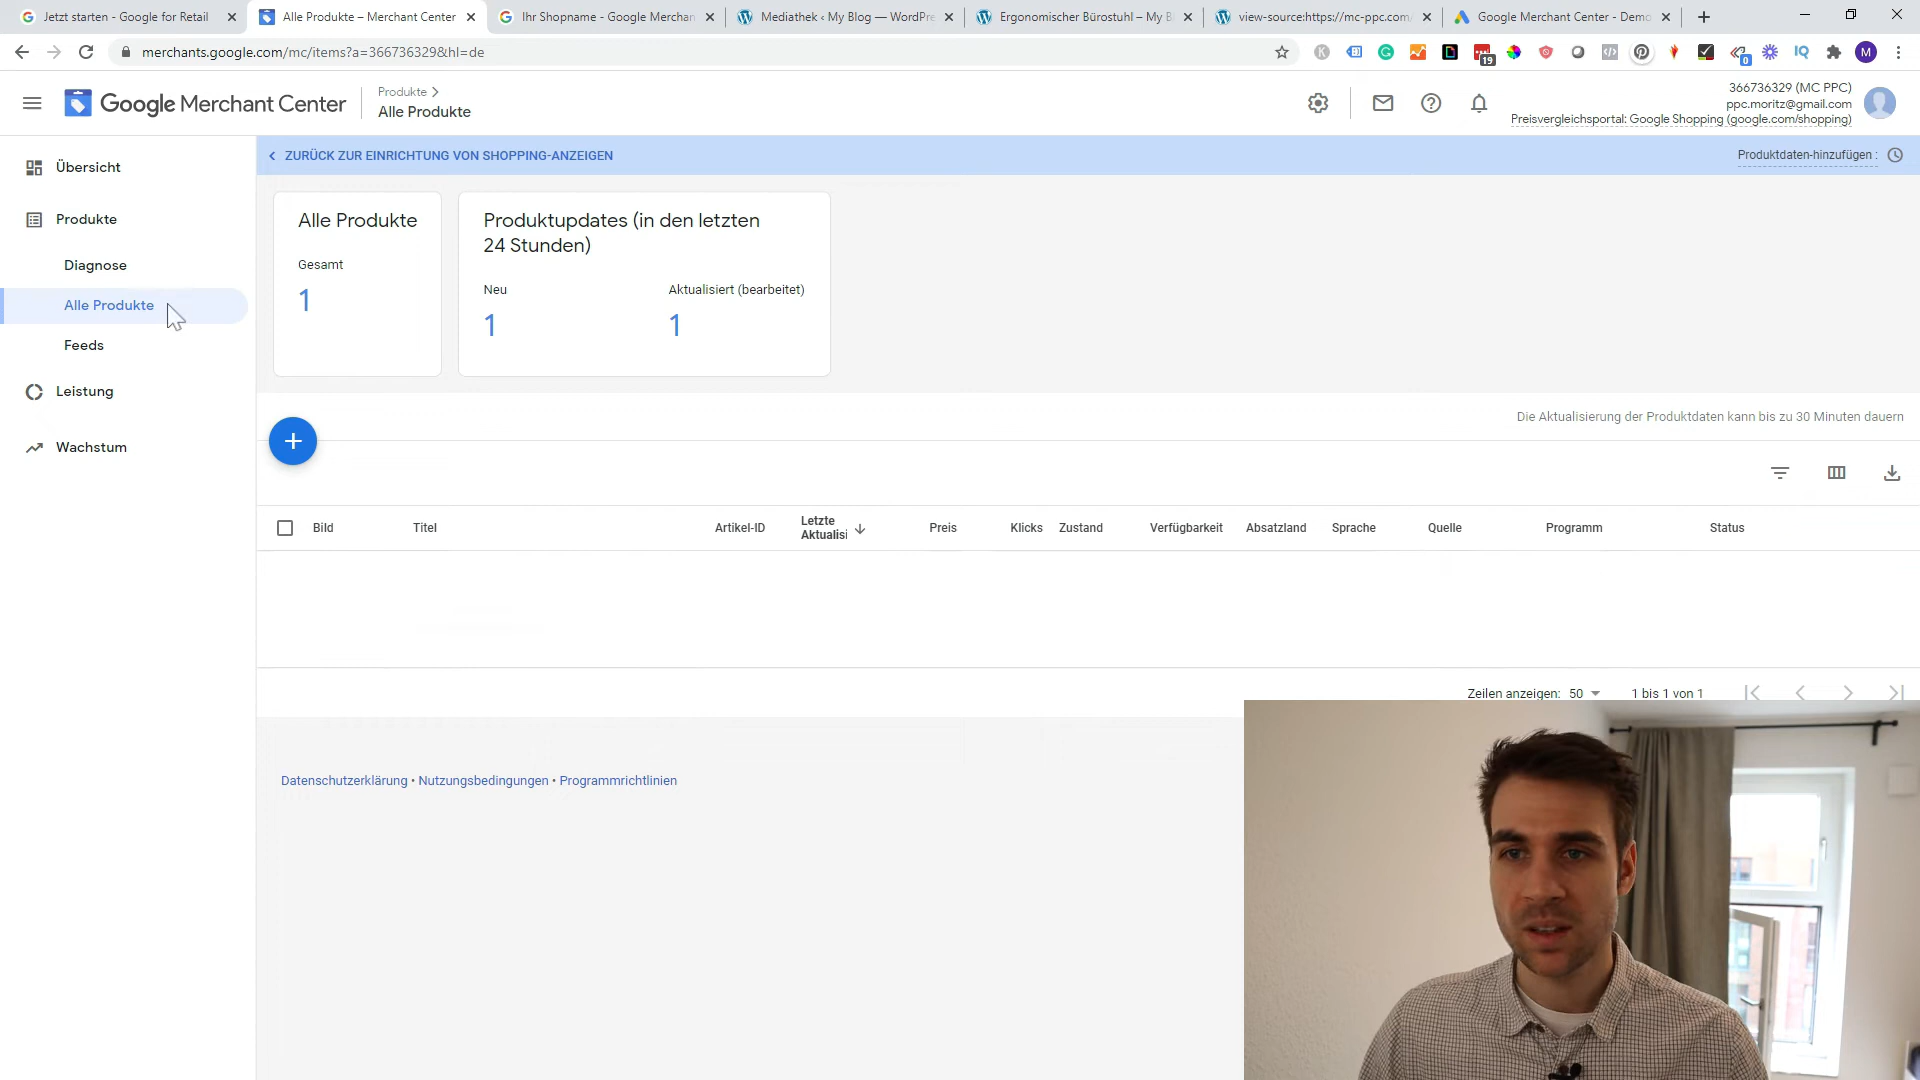 Jetzt starten - Google for Retail
Alle Produkte – Merchant Center
Ihr Shopname - Google Merchan
Mediathek ‹ My Blog — WordPre
Ergonomischer Bürostuhl – My B
view-source:https://mc-ppc.com
Google Merchant Center - Demo
merchants.google.com/mc/items?a=366736329&hl=de
19
0
M
Google Merchant Center
Produkte
Alle Produkte
366736329 (MC PPC)
ppc.moritz@gmail.com
Preisvergleichsportal: Google Shopping (google.com/shopping)
Übersicht
Produkte
Diagnose
Alle Produkte
Feeds
Leistung
Wachstum
ZURÜCK ZUR EINRICHTUNG VON SHOPPING-ANZEIGEN
Produktdaten-hinzufügen :
Alle Produkte
Gesamt
1
Produktupdates (in den letzten
24 Stunden)
Neu
Aktualisiert (bearbeitet)
1
1
Die Aktualisierung der Produktdaten kann bis zu 30 Minuten dauern
Bild
Titel
Artikel-ID
Letzte
Aktualisi
Preis
Klicks
Zustand
Verfügbarkeit
Absatzland
Sprache
Quelle
Programm
Status
Zeilen anzeigen: 50
1 bis 1 von 1
Datenschutzerklärung • Nutzungsbedingungen • Programmrichtlinien